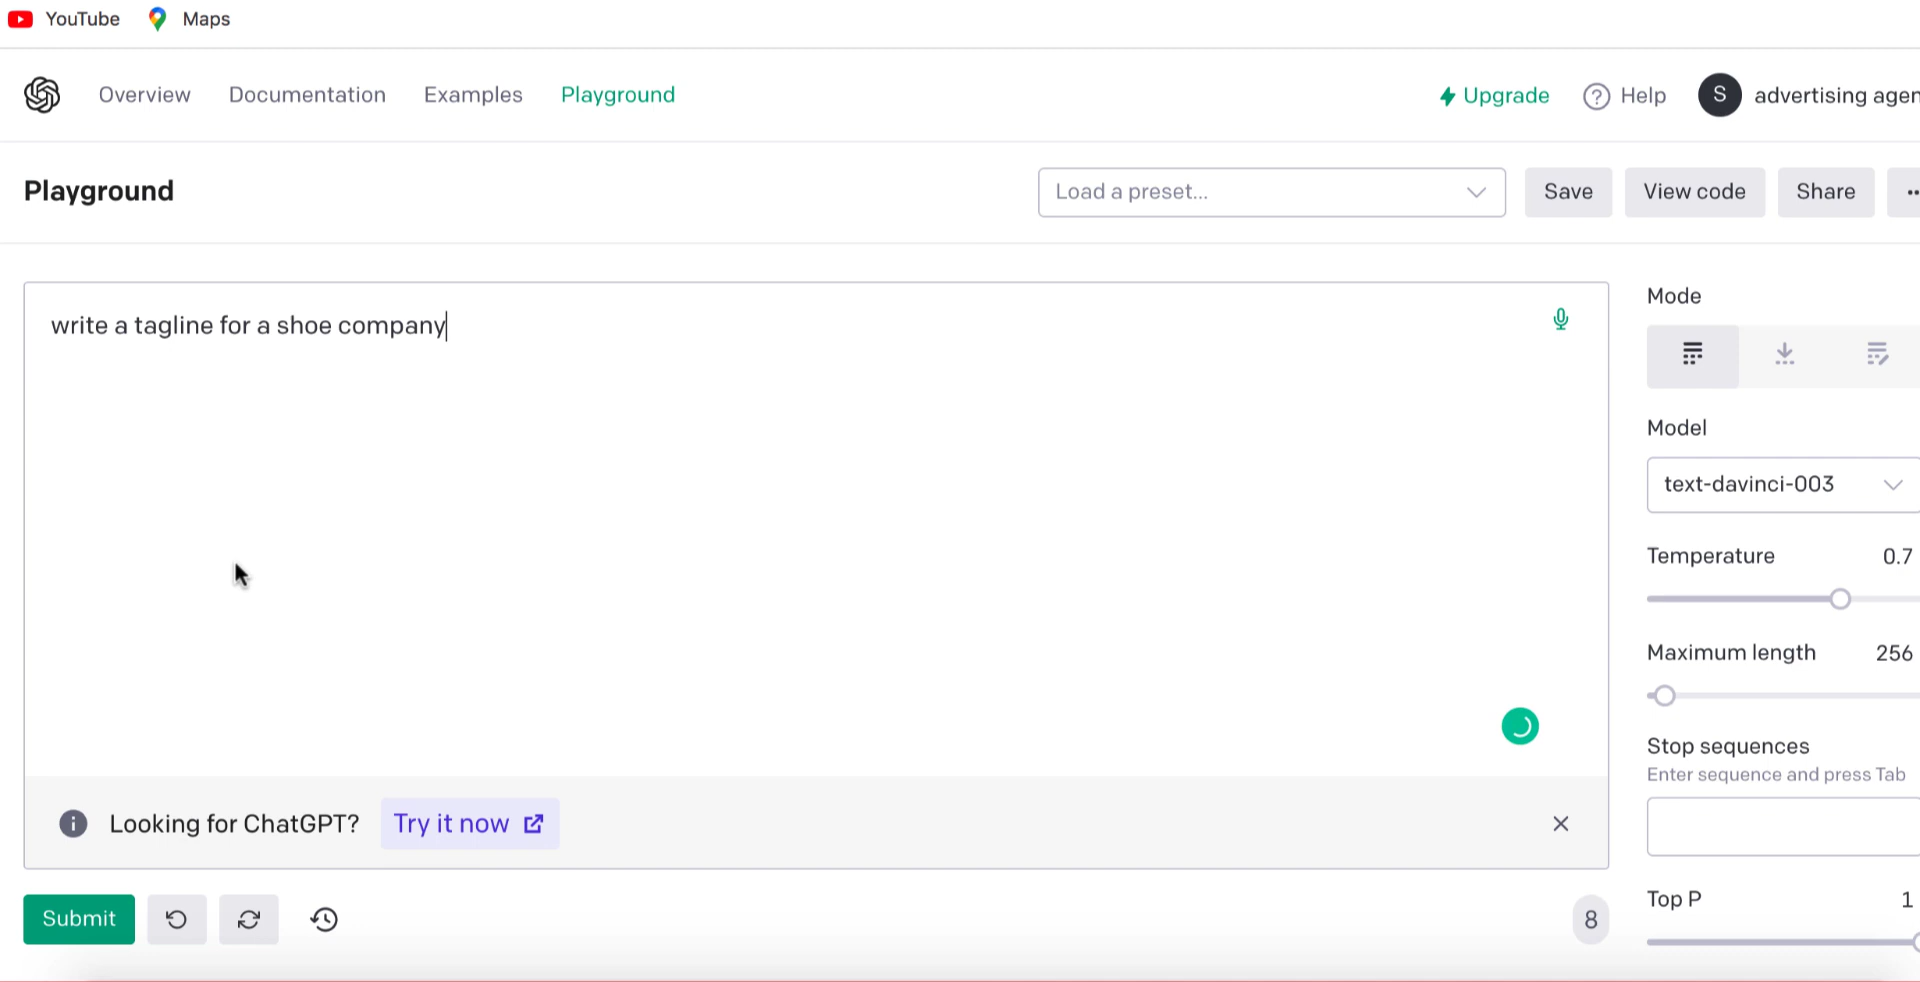 YouTube Maps
Overview Documentation Examples Playground Upgrade Help S advertising agen
Playground Load a preset... Save View code Share
write a tagline for a shoe company
Mode
Model
text-davinci-003
Temperature 0.7
Maximum length 256
Stop sequences
Enter sequence and press Tab
Looking for ChatGPT? Try it now
Top P 1
Submit 8